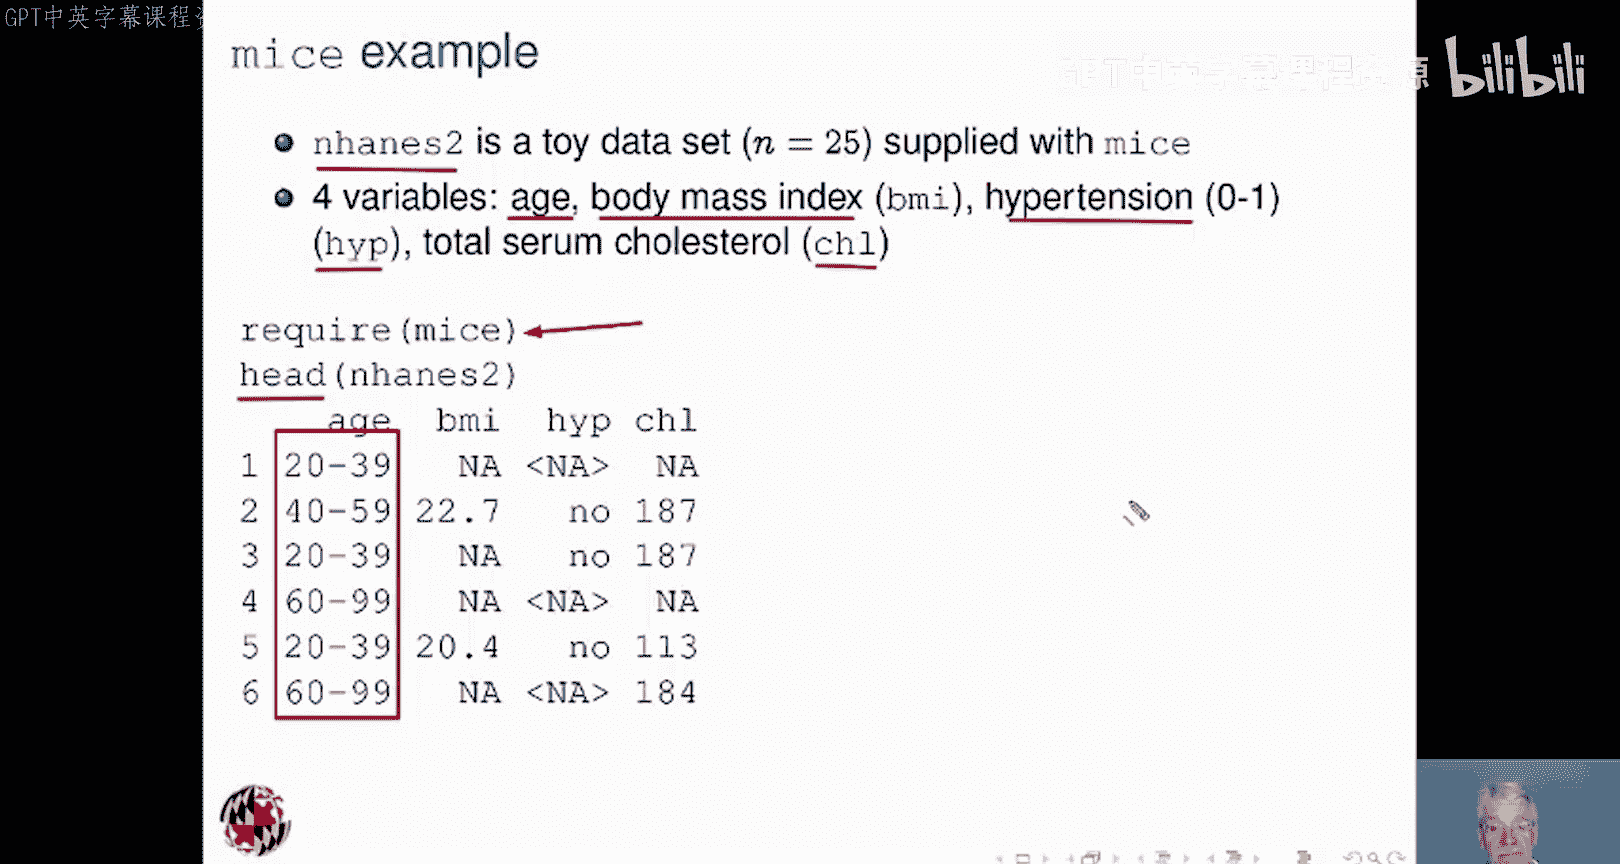 GPT中英字幕课程资
mice example
bilibili
nhanes2 is a toy data set (n = 25) supplied with mice
4 variables: age, body mass index (bmi), hypertension (0-1)
(hyp), total serum cholesterol (chl)
require(mice)
head(nhanes2)
age bmi hyp chl
1 20-39 NA <NA> NA
2 40-59 22.7 no 187
3 20-39 NA no 187
4 60-99 NA <NA> NA
5 20-39 20.4 no 113
6 60-99 NA <NA> 184